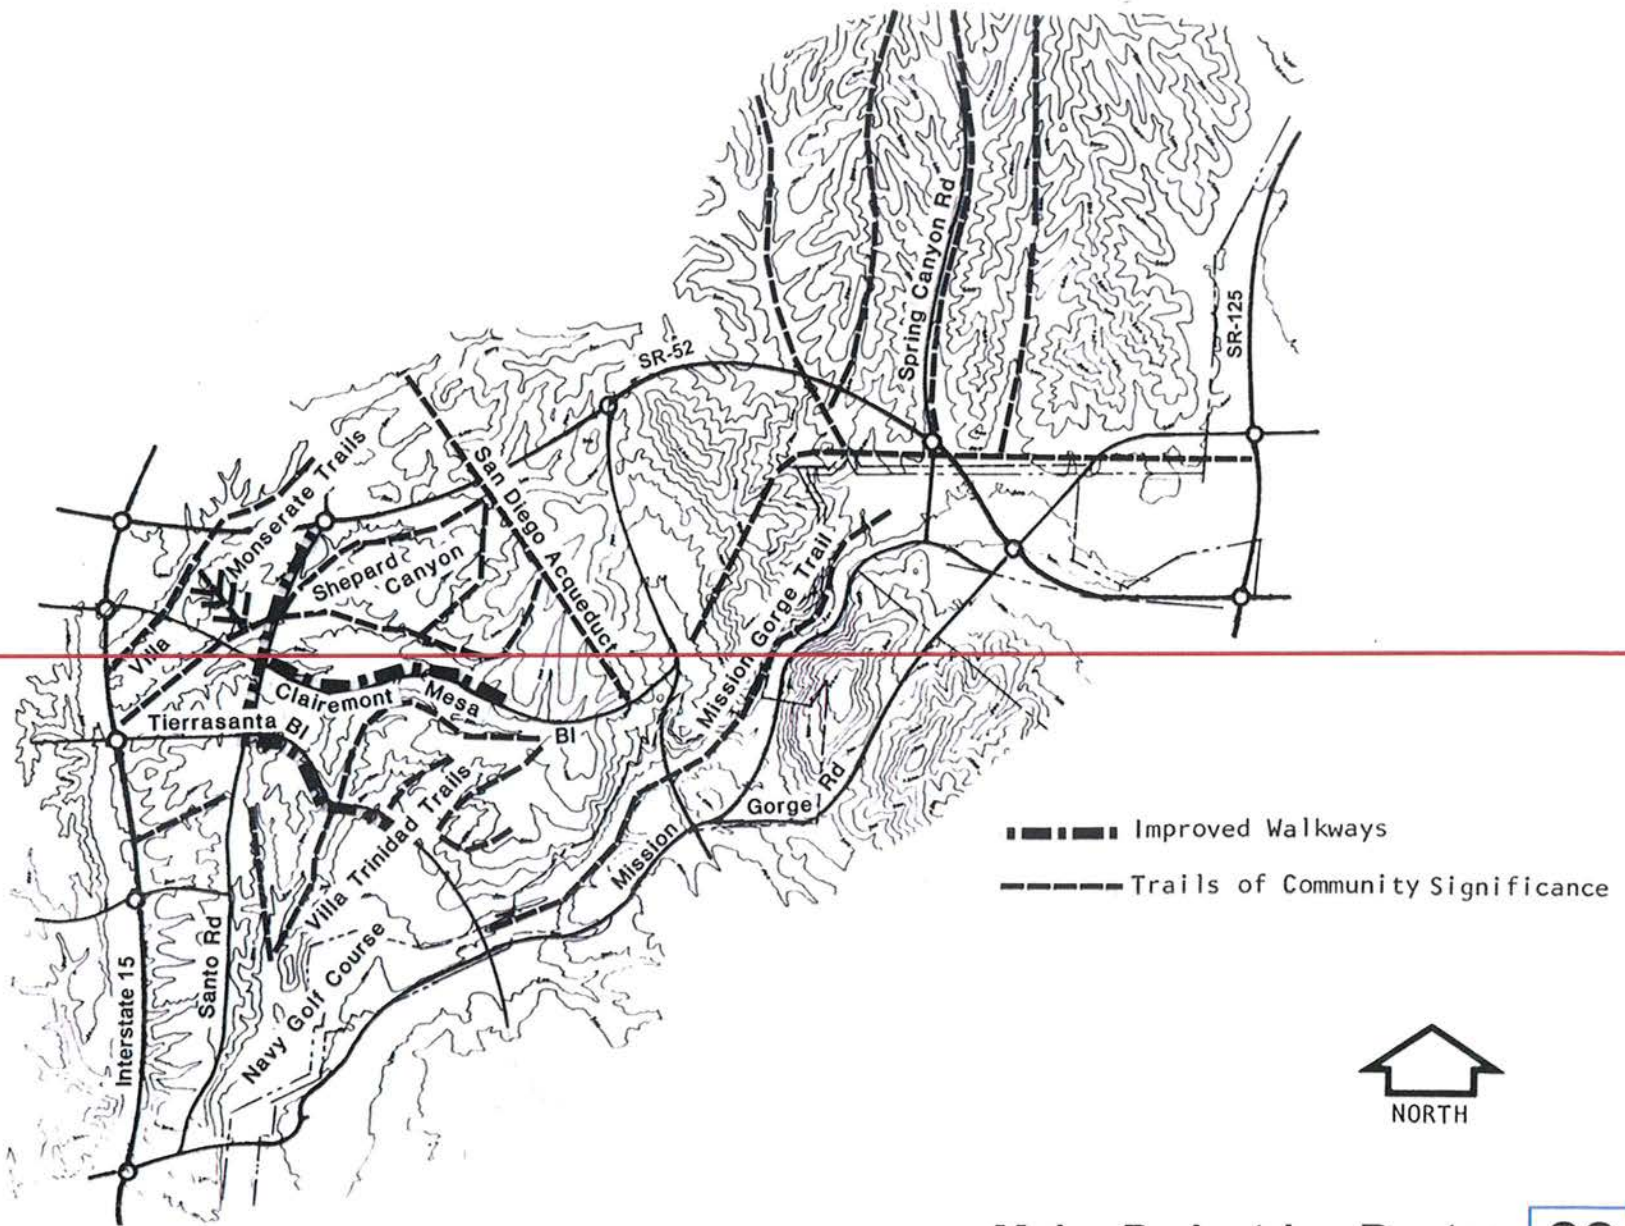 SR-52
Spring Canyon Rd
SR-125
Villa Monserate Trails
Shepard
Canyon
San Diego Acqueduct
Mission Gorge Trail
Clairemont Mesa Bl
Tierrasanta Bl
Villa Trinidad Trails
Mission Gorge Rd
Navy Golf Course
Santo Rd
Interstate 15
Improved Walkways
Trails of Community Significance
NORTH